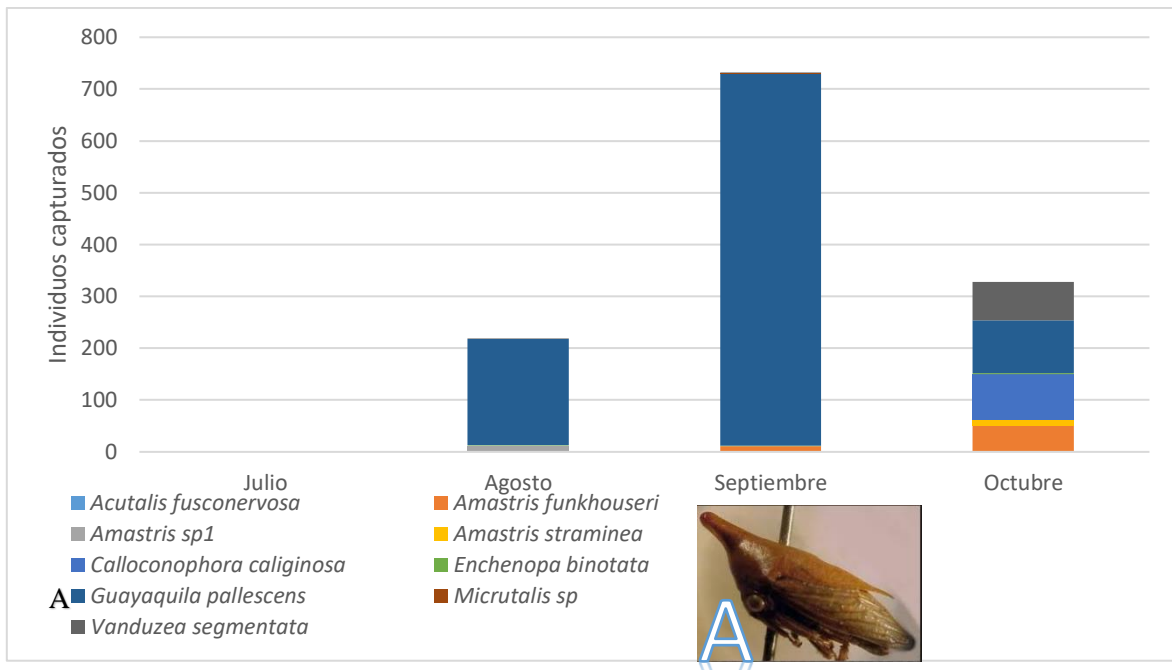 800
700
600
500
400
300
200
100
0
Individuos capturados
Julio Agosto Septiembre Octubre
Acutalis fusconervosa Amastris funkhouseri
Amastris sp1 Amastris straminea
Calloconophora caliginosa Enchenopa binotata
A Guayaquila pallescens Micrutalis sp
Vanduzea segmentata
A